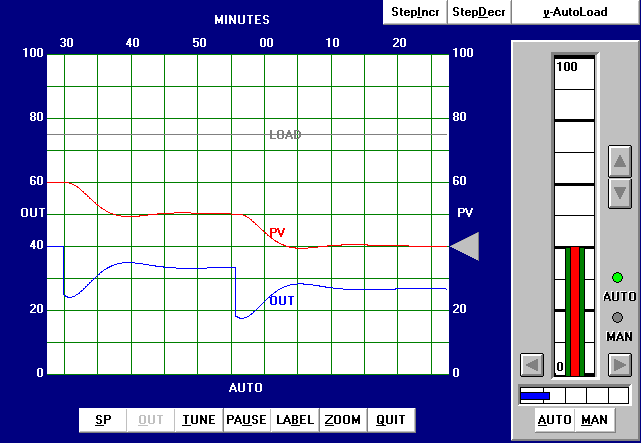 StepIncr StepDecr y-AutoLoad
MINUTES
30 40 50 00 10 20
100 100
80 80
LOAD
60 60
OUT PV
PV
40 40
OUT
20 20
0 0
AUTO
SP OUT TUNE PAUSE LABEL ZOOM QUIT
100
AUTO
MAN
0
AUTO MAN